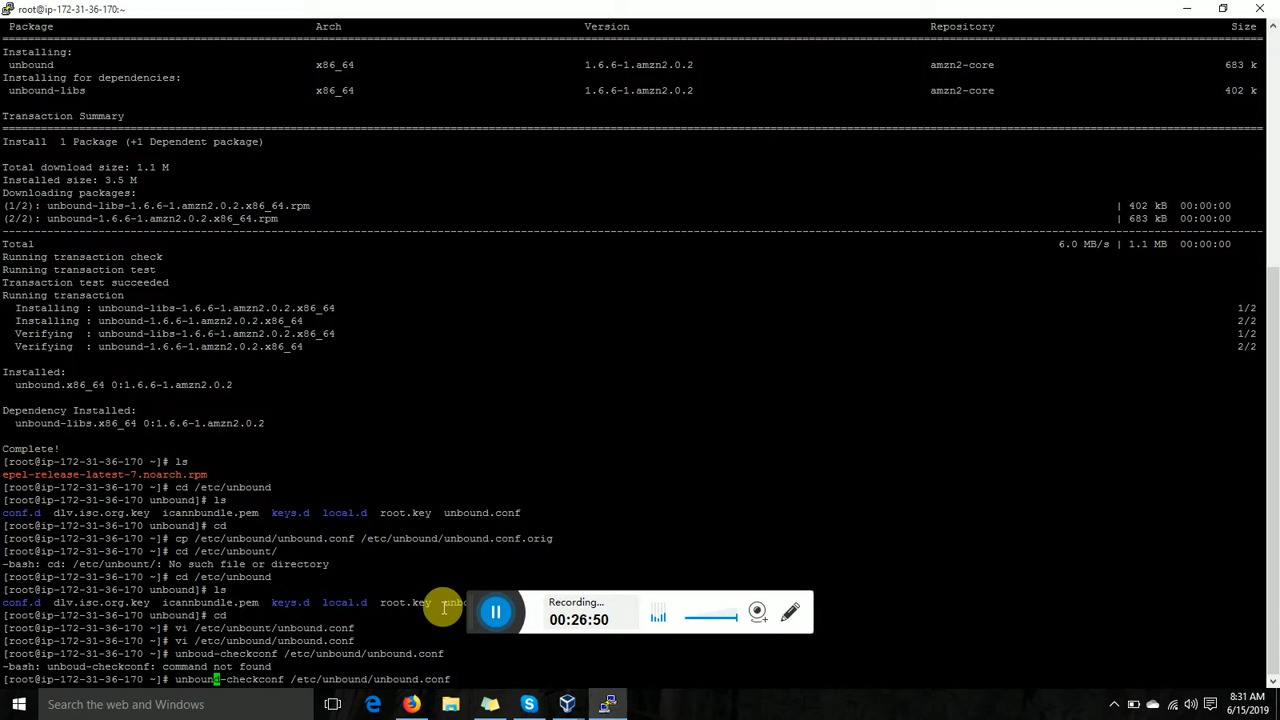 root@ip-172-31-36-170:~
Package Arch Version Repository Size
Installing:
unbound x86_64 1.6.6-1.amzn2.0.2 amzn2-core 683 k
Installing for dependencies:
unbound-libs x86_64 1.6.6-1.amzn2.0.2 amzn2-core 402 k
Transaction Summary
Install 1 Package (+1 Dependent package)
Total download size: 1.1 M
Installed size: 3.5 M
Downloading packages:
(1/2): unbound-libs-1.6.6-1.amzn2.0.2.x86_64.rpm | 402 kB 00:00:00
(2/2): unbound-1.6.6-1.amzn2.0.2.x86_64.rpm | 683 kB 00:00:00
Total 6.0 MB/s | 1.1 MB 00:00:00
Running transaction check
Running transaction test
Transaction test succeeded
Running transaction
Installing : unbound-libs-1.6.6-1.amzn2.0.2.x86_64 1/2
Installing : unbound-1.6.6-1.amzn2.0.2.x86_64 2/2
Verifying : unbound-libs-1.6.6-1.amzn2.0.2.x86_64 1/2
Verifying : unbound-1.6.6-1.amzn2.0.2.x86_64 2/2
Installed:
unbound.x86_64 0:1.6.6-1.amzn2.0.2
Dependency Installed:
unbound-libs.x86_64 0:1.6.6-1.amzn2.0.2
Complete!
[root@ip-172-31-36-170 ~]# ls
epel-release-latest-7.noarch.rpm
[root@ip-172-31-36-170 ~]# cd /etc/unbound
[root@ip-172-31-36-170 unbound]# ls
conf.d dlv.isc.org.key icannbundle.pem keys.d local.d root.key unbound.conf
[root@ip-172-31-36-170 unbound]# cd
[root@ip-172-31-36-170 ~]# cp /etc/unbound/unbound.conf /etc/unbound/unbound.conf.orig
[root@ip-172-31-36-170 ~]# cd /etc/unbount/
-bash: cd: /etc/unbount/: No such file or directory
[root@ip-172-31-36-170 ~]# cd /etc/unbound
[root@ip-172-31-36-170 unbound]# ls
conf.d dlv.isc.org.key icannbundle.pem keys.d local.d root.key
[root@ip-172-31-36-170 unbound]# cd
[root@ip-172-31-36-170 ~]# vi /etc/unbount/unbound.conf
[root@ip-172-31-36-170 ~]# vi /etc/unbound/unbound.conf
[root@ip-172-31-36-170 ~]# unboud-checkconf /etc/unbound/unbound.conf
-bash: unboud-checkconf: command not found
[root@ip-172-31-36-170 ~]# unbound-checkconf /etc/unbound/unbound.conf
Recording...
00:26:50
Search the web and Windows
8:31 AM
6/15/2019